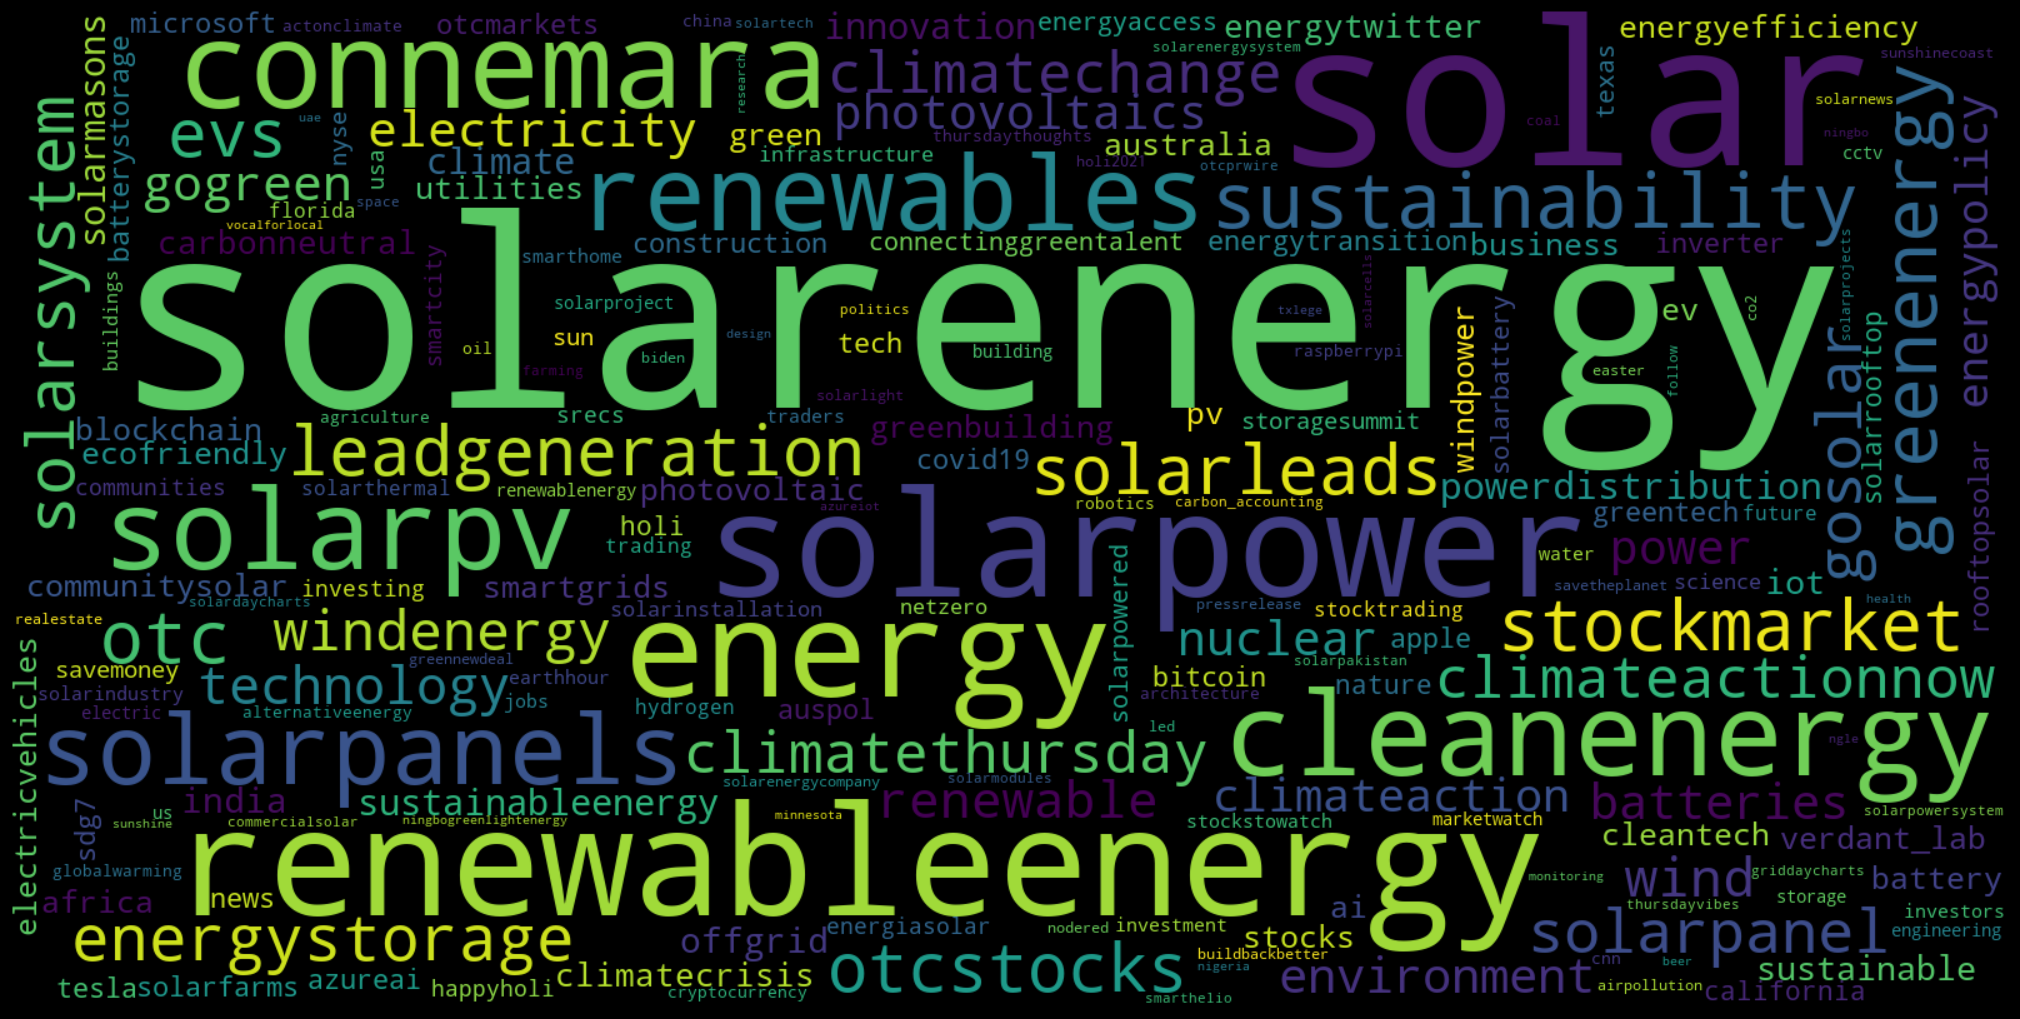 microsoft
actonclimate
otcmarkets
china
solartech
innovation
energyaccess
energytwitter
solar
energyefficiency
solarmasons
batterystorage
connemara
research
climatechange
solarenergysystem
texas
sunshinecoast
greenenergy
solarsystem
evs
uae
nyse
electricity
green
photovoltaics
thursdaythoughts
australia
coal
solarnews
ningbo
energypolicy
gogreen
usa
climate
utilities
infrastructure
holi2021
otcprwire
cctv
florida
space
vocalforlocal
renewables
sustainability
carbonneutral
smartcity
smarthome
construction
connectinggreentalent
energytransition
business
inverter
solarprojects
buildings
solarenergy
solarproject
sun
oil
farming
biden
design
politics
tech
building
solarlight
txlege
solarcells
raspberrypi
windpower
solarbattery
ev
co2
easter
follow
gosolar
solarrooftop
blockchain
agriculture
srecs
traders
greenbuilding
pv
storagesummit
ecofriendly
leadgeneration
covid19
solarleads
powerdistribution
rooftopsolar
communities
solarthermal
renewablenergy
photovoltaic
azureiot
robotics
carbon_accounting
greentech
future
solarpv
holi
trading
solarpower
water
power
communitysolar
investing
smartgrids
solarpowered
savetheplanet
science
iot
solardaycharts
solarinstallation
netzero
pressrelease
stocktrading
health
realestate
otc
windenergy
energy
nuclear
apple
stockmarket
electricvehicles
savemoney
greennewdeal
earthhour
bitcoin
solarpakistan
solarindustry
technology
jobs
hydrogen
auspol
architecture
nature
climateactionnow
electric
alternativeenergy
led
cleanenergy
ngle
solarpanels
climatethursday
solarenergycompany
solarmodules
sdg7
us
india
sustainableenergy
minnesota
renewable
climateaction
batteries
solarpowersystem
sunshine
commercialsolar
ningbogreenlightenergy
stockstowatch
marketwatch
cleantech
verdant_lab
globalwarming
renewableenergy
monitoring
wind
griddaycharts
battery
africa
news
ai
thursdayvibes
storage
investors
energystorage
offgrid
energiasolar
nodered
investment
stocks
solarpanel
engineering
buildbackbetter
cnn
beer
tesla
solarfarms
azureai
happyholi
climatecrisis
cryptocurrency
otcstocks
nigeria
smarthelio
environment
airpollution
california
sustainable